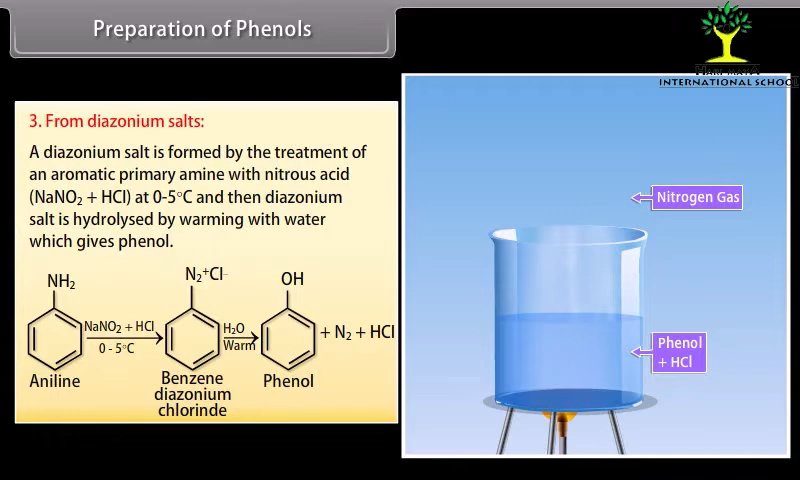 Preparation of Phenols
INTERNATIONAL SCHOOL
3. From diazonium salts:
A diazonium salt is formed by the treatment of
an aromatic primary amine with nitrous acid
(NaNO₂ + HCl) at 0-5°C and then diazonium
salt is hydrolysed by warming with water
which gives phenol.
NH₂
N₂⁺Cl⁻
OH
NaNO₂ + HCl
0 - 5°C
H₂O
Warm
+ N₂ + HCl
Aniline
Benzene
diazonium
chlorinde
Phenol
Nitrogen Gas
Phenol
+ HCl